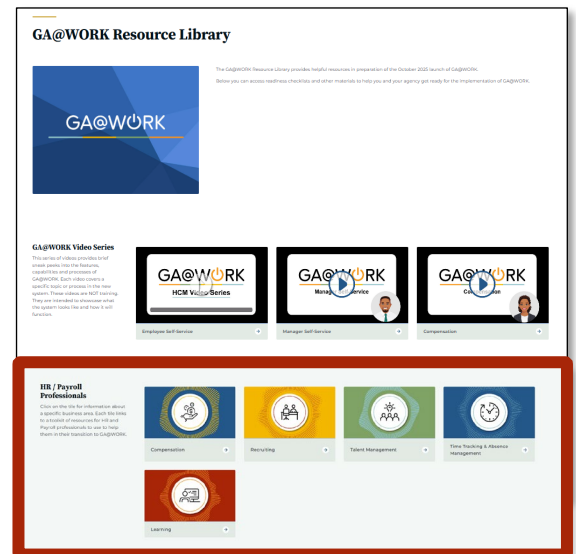 GA@WORK Resource Library
The GA@WORK Resource Library provides helpful resources in preparation of the October 2025 launch of GA@WORK.
Below you can access readiness checklists and other materials to help you and your agency get ready for the implementation of GA@WORK.
GA@WORK
GA@WORK Video Series
This series of videos provides brief
sneak peeks into the features,
capabilities and processes of
GA@WORK. Each video covers a
specific topic or process in the new
system. These videos are NOT training.
They are intended to showcase what
the system looks like and how it will
function.
GA@WORK
HCM Video Series
Employee Self-Service
GA@WORK
Manager Self-Service
Manager Self-Service
GA@WORK
Compensation
Compensation
HR / Payroll
Professionals
Click on the tile for information about
a specific business area. Each tile links
to a toolkit of resources for HR and
Payroll professionals to use to help
them in their transition to GA@WORK.
Compensation
Recruiting
Talent Management
Time Tracking & Absence
Management
Learning